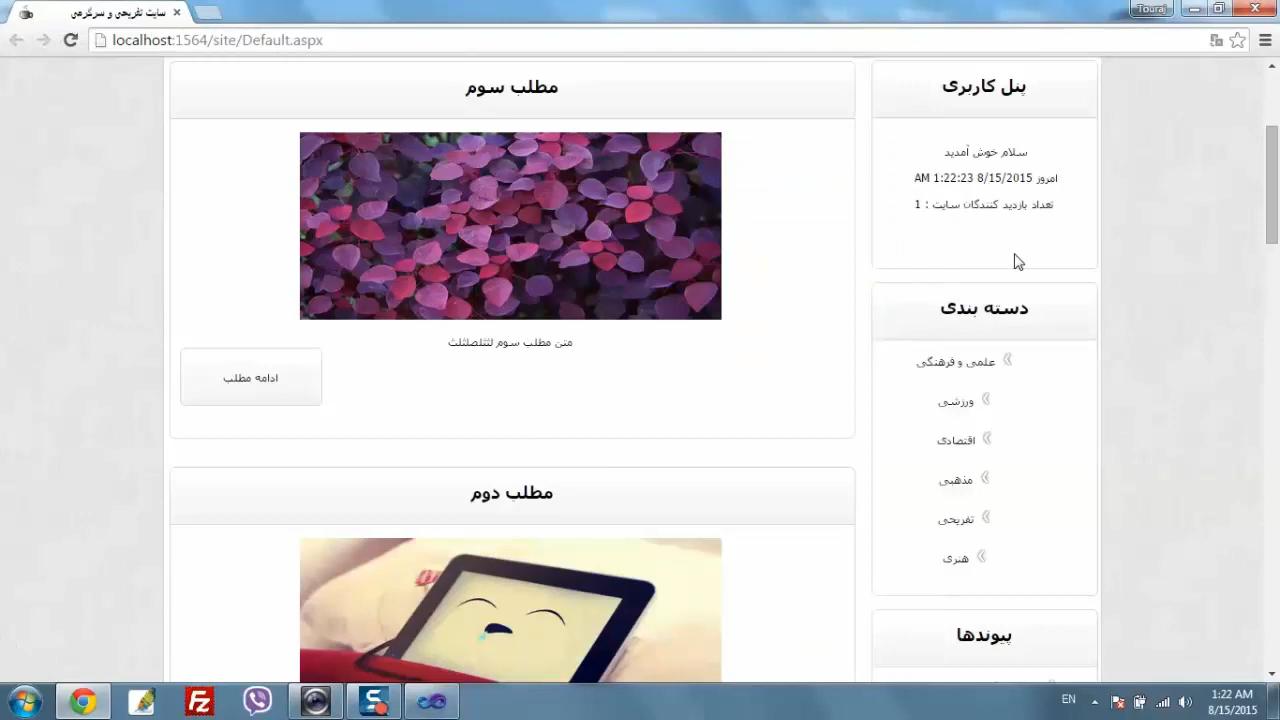 سایت تفریحی و سرگرمی
Touraj
localhost:1564/site/Default.aspx
مطلب سوم
متن مطلب سوم لثتلصثلث
ادامه مطلب
مطلب دوم
پنل کاربری
سلام خوش آمدید
امروز 8/15/2015 1:22:23 AM
تعداد بازدید کنندگان سایت : 1
دسته بندی
علمی و فرهنگی
ورزشی
اقتصادی
مذهبی
تفریحی
هنری
پیوندها
EN
1:22 AM
8/15/2015